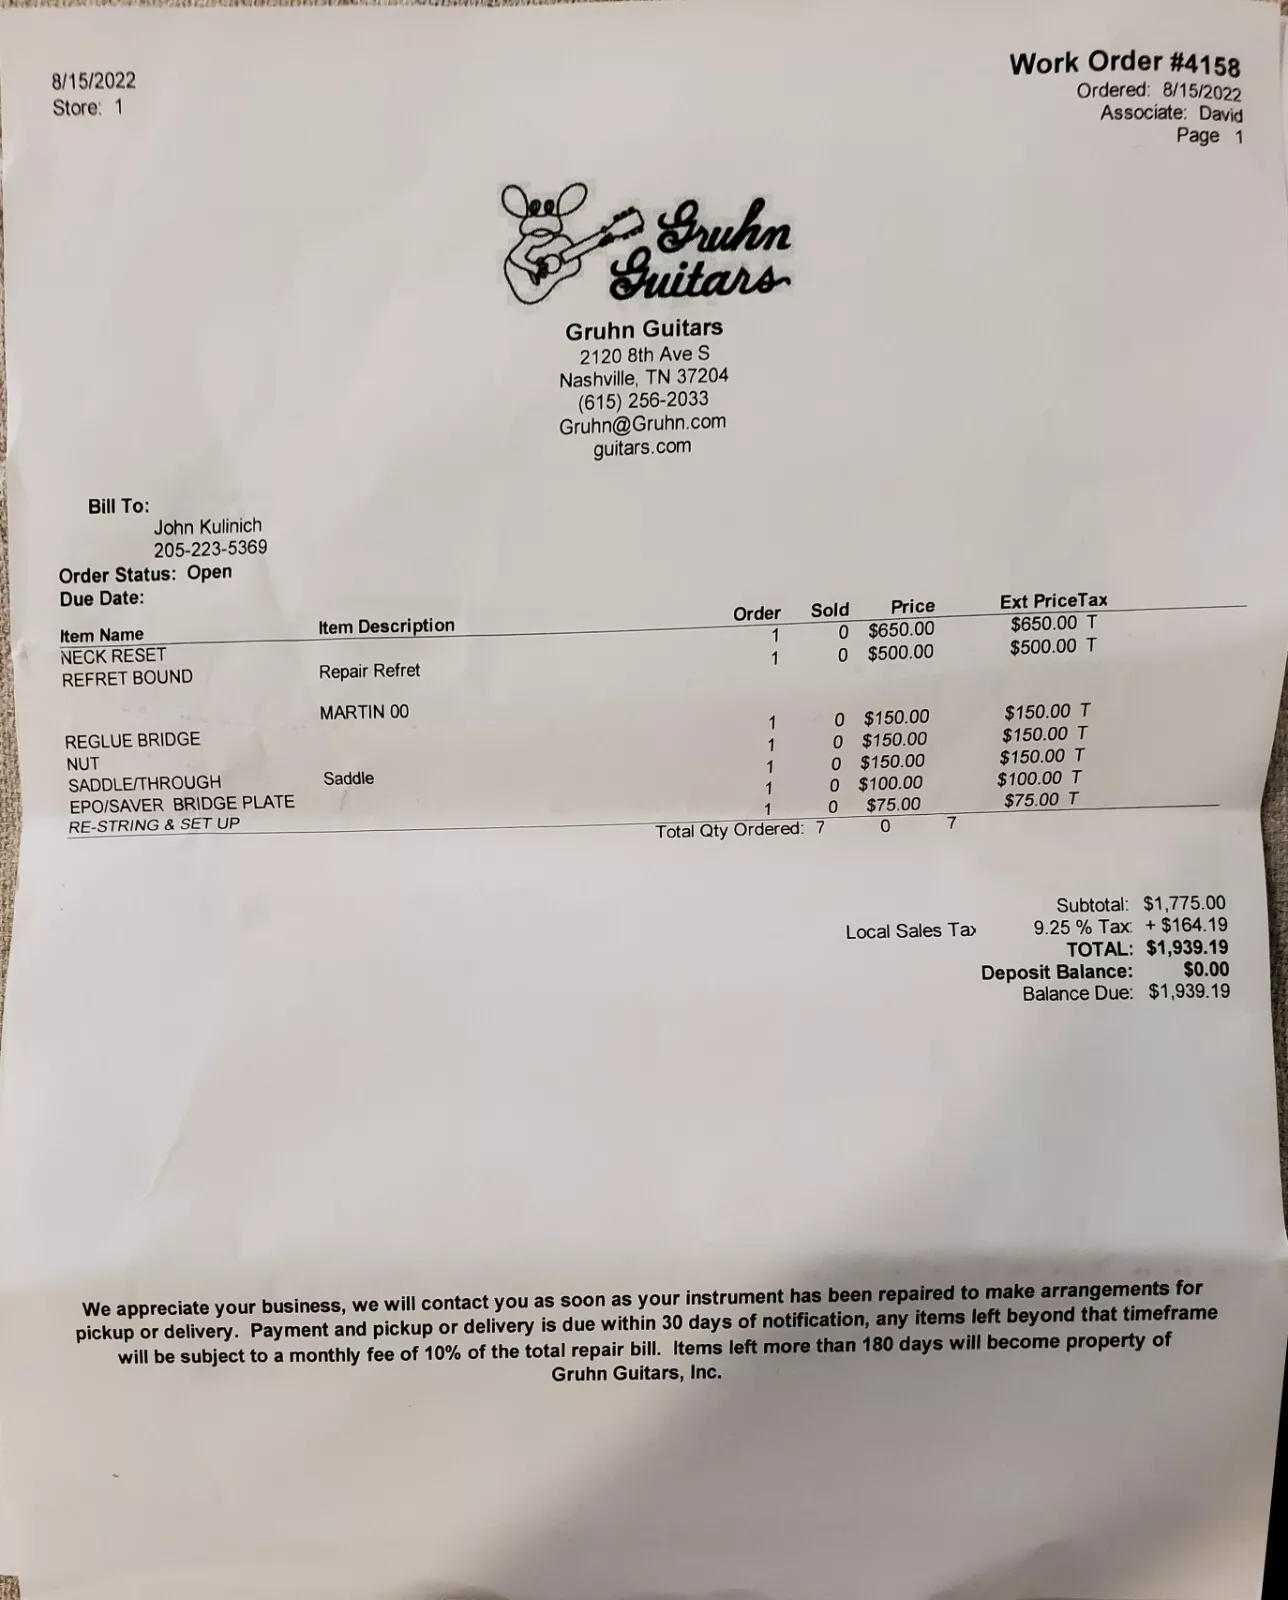 8/15/2022
Store: 1
Work Order #4158
Ordered: 8/15/2022
Associate: David
Page 1
Gruhn
Guitars
Gruhn Guitars
2120 8th Ave S
Nashville, TN 37204
(615) 256-2033
Gruhn@Gruhn.com
guitars.com
Bill To:
John Kulinich
205-223-5369
Order Status: Open
Due Date:
Item Name Item Description Order Sold Price Ext PriceTax
NECK RESET 1 0 $650.00 $650.00 T
REFRET BOUND Repair Refret 1 0 $500.00 $500.00 T
MARTIN 00
REGLUE BRIDGE 1 0 $150.00 $150.00 T
NUT 1 0 $150.00 $150.00 T
SADDLE/THROUGH Saddle 1 0 $150.00 $150.00 T
EPO/SAVER BRIDGE PLATE 1 0 $100.00 $100.00 T
RE-STRING & SET UP 1 0 $75.00 $75.00 T
Total Qty Ordered: 7 0 7
Subtotal: $1,775.00
Local Sales Tax 9.25 % Tax: + $164.19
TOTAL: $1,939.19
Deposit Balance: $0.00
Balance Due: $1,939.19
We appreciate your business, we will contact you as soon as your instrument has been repaired to make arrangements for
pickup or delivery. Payment and pickup or delivery is due within 30 days of notification, any items left beyond that timeframe
will be subject to a monthly fee of 10% of the total repair bill. Items left more than 180 days will become property of
Gruhn Guitars, Inc.